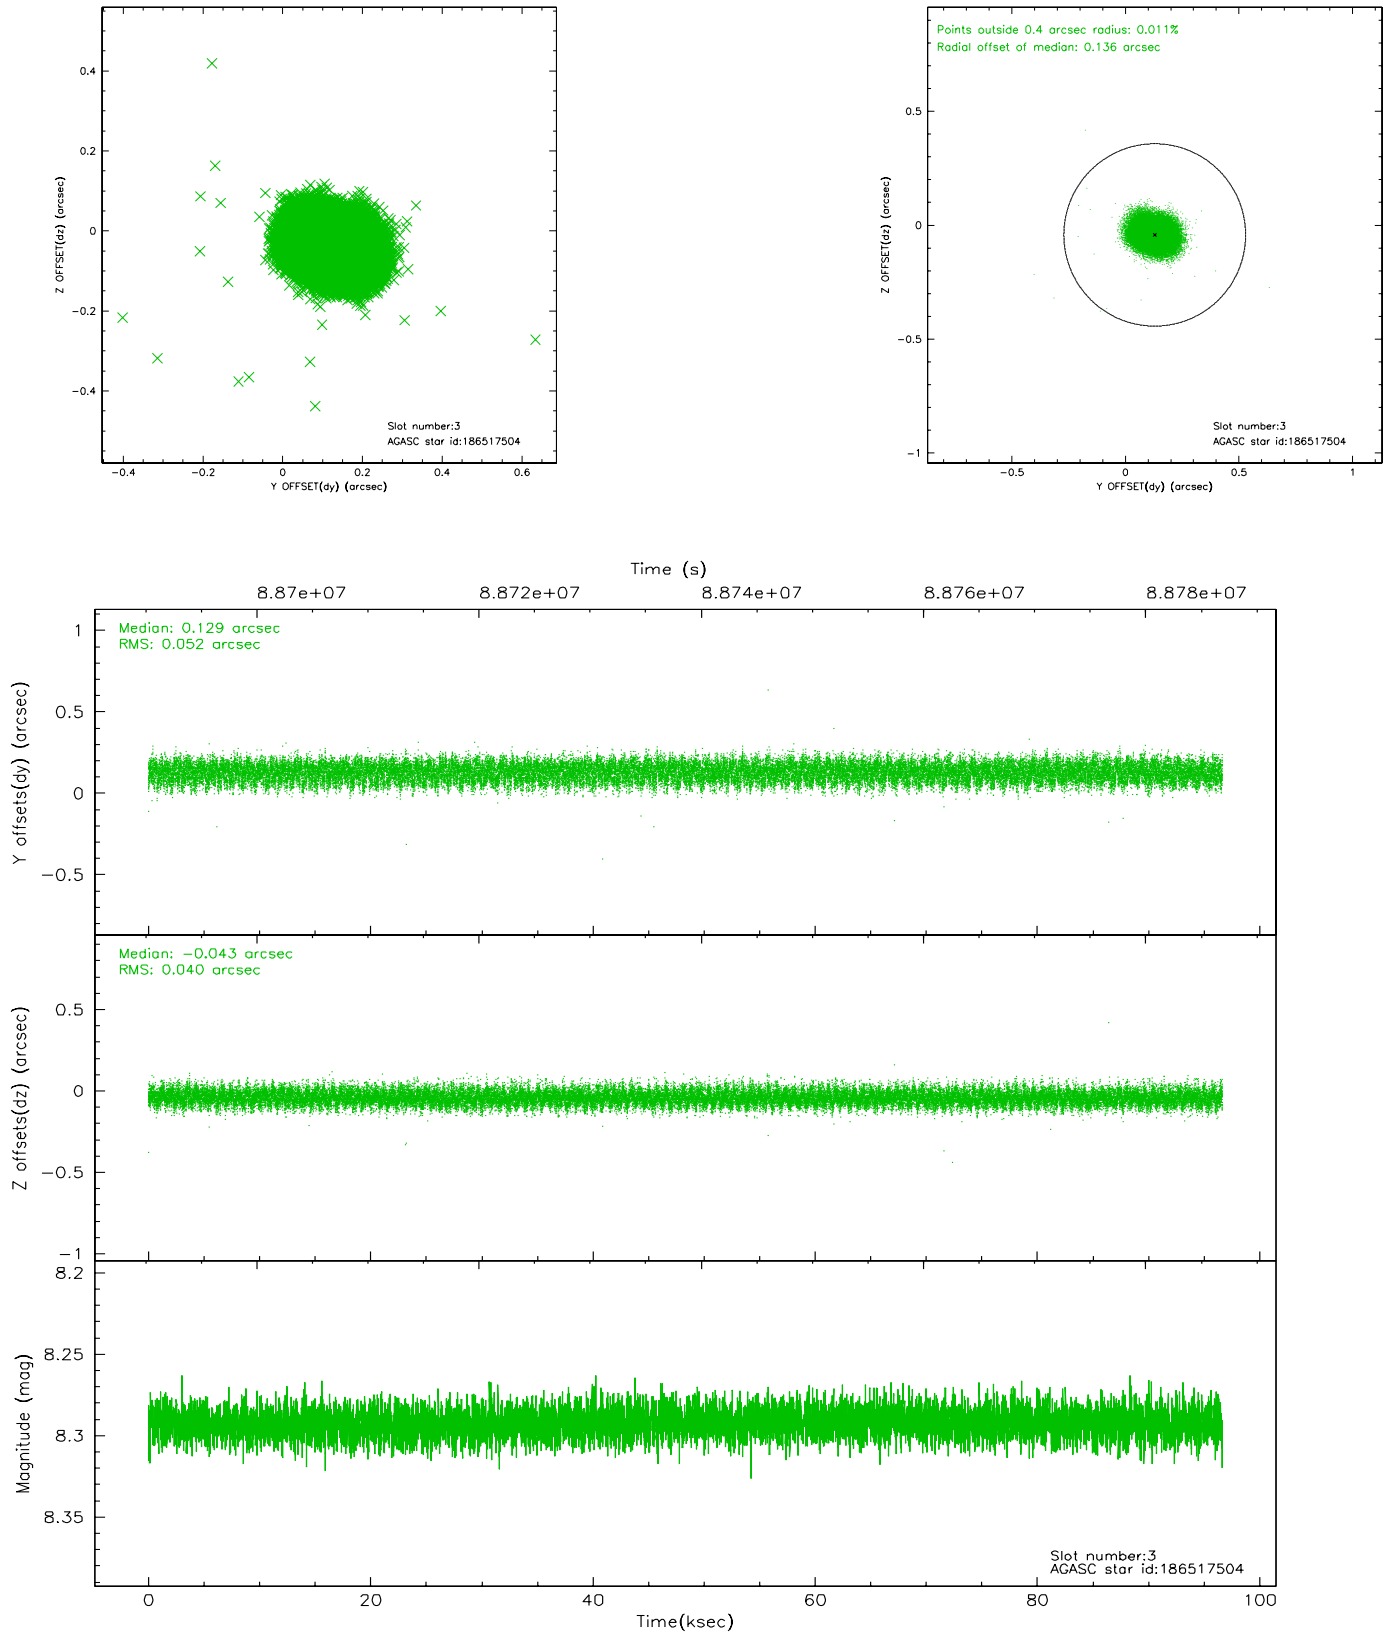 0.4
0.2
0
−0.2
−0.4
Z OFFSET(dz) (arcsec)
Slot number:3
AGASC star id:186517504
−0.4 −0.2 0 0.2 0.4 0.6
Y OFFSET(dy) (arcsec)
Points outside 0.4 arcsec radius: 0.011%
Radial offset of median: 0.136 arcsec
0.5
0
−0.5
−1
Z OFFSET(dz) (arcsec)
Slot number:3
AGASC star id:186517504
−0.5 0 0.5 1
Y OFFSET(dy) (arcsec)
Time (s)
8.87e+07 8.872e+07 8.874e+07 8.876e+07 8.878e+07
Median: 0.129 arcsec
RMS: 0.052 arcsec
1
0.5
0
−0.5
Y offsets(dy) (arcsec)
Median: −0.043 arcsec
RMS: 0.040 arcsec
0.5
0
−0.5
−1
Z offsets(dz) (arcsec)
8.2
8.25
8.3
8.35
Magnitude (mag)
Slot number:3
AGASC star id:186517504
0 20 40 60 80 100
Time(ksec)